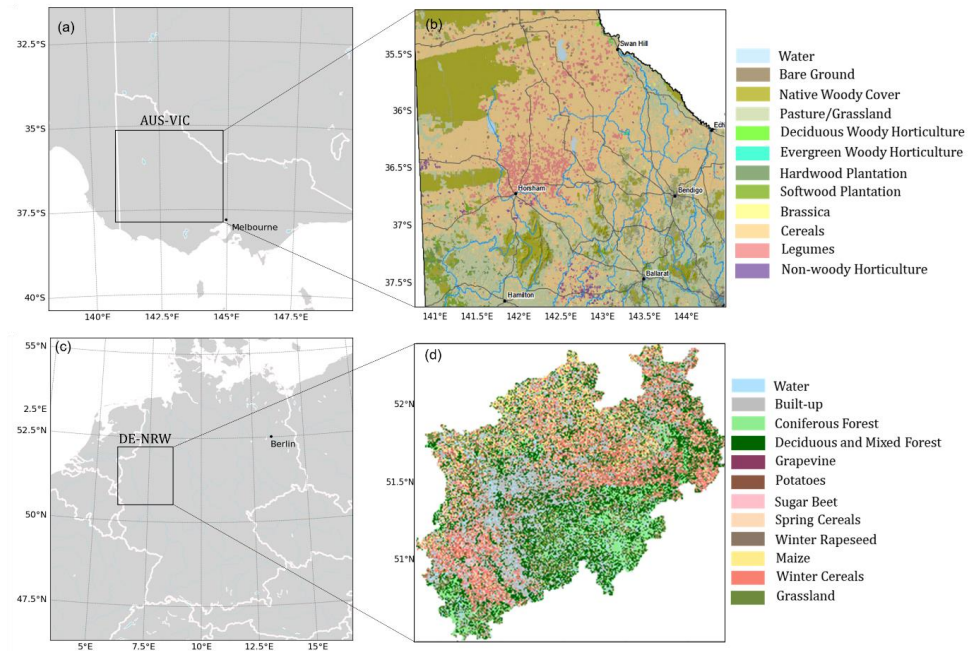 (a)
32.5°S
35°S
37.5°S
40°S
AUS-VIC
Melbourne
140°E
142.5°E
145°E
147.5°E
(b)
35.5°S
36°S
36.5°S
37°S
37.5°S
Swan Hill
Horsham
Bendigo
Ballarat
Hamilton
141°E
141.5°E
142°E
142.5°E
143°E
143.5°E
144°E
Water
Bare Ground
Native Woody Cover
Pasture/Grassland
Deciduous Woody Horticulture
Evergreen Woody Horticulture
Hardwood Plantation
Softwood Plantation
Brassica
Cereals
Legumes
Non-woody Horticulture
(c)
55°N
2.5°E
52.5°N
50°N
47.5°N
DE-NRW
Berlin
5°E
7.5°E
10°E
12.5°E
15°E
(d)
52°N
51.5°N
51°N
Water
Built-up
Coniferous Forest
Deciduous and Mixed Forest
Grapevine
Potatoes
Sugar Beet
Spring Cereals
Winter Rapeseed
Maize
Winter Cereals
Grassland